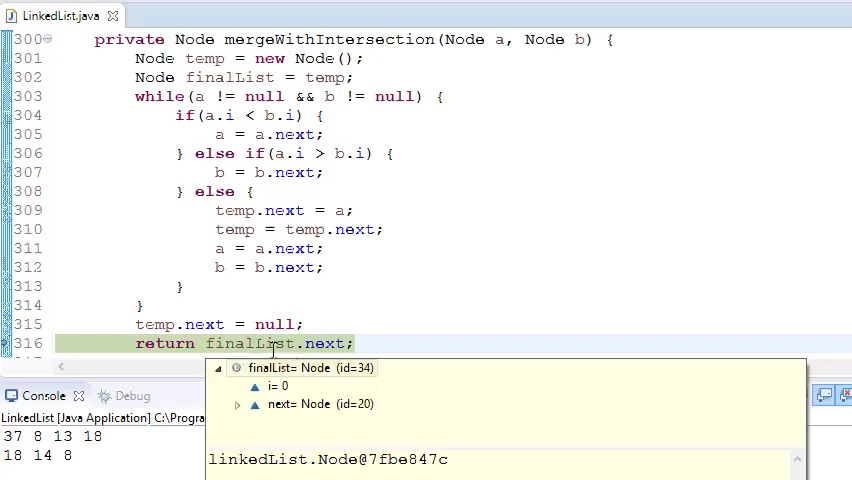 LinkedList.java
300 private Node mergeWithIntersection(Node a, Node b) {
301 Node temp = new Node();
302 Node finalList = temp;
303 while(a != null && b != null) {
304 if(a.i < b.i) {
305 a = a.next;
306 } else if(a.i > b.i) {
307 b = b.next;
308 } else {
309 temp.next = a;
310 temp = temp.next;
311 a = a.next;
312 b = b.next;
313 }
314 }
315 temp.next = null;
316 return finalList.next;
finalList= Node (id=34)
i= 0
next= Node (id=20)
linkedList.Node@7fbe847c
Console Debug
LinkedList [Java Application] C:\Progra
37 8 13 18
18 14 8